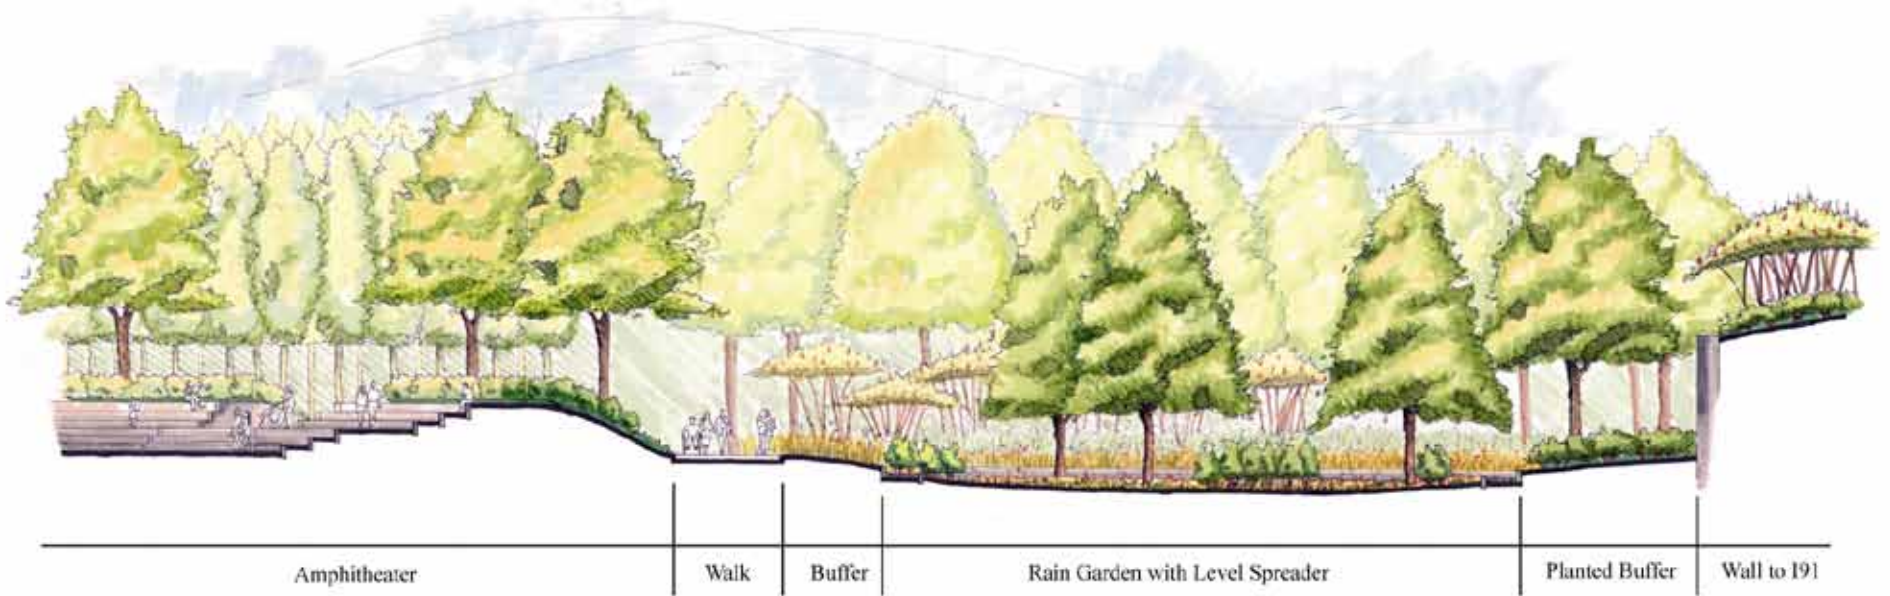 Amphitheater
Walk
Buffer
Rain Garden with Level Spreader
Planted Buffer
Wall to I91